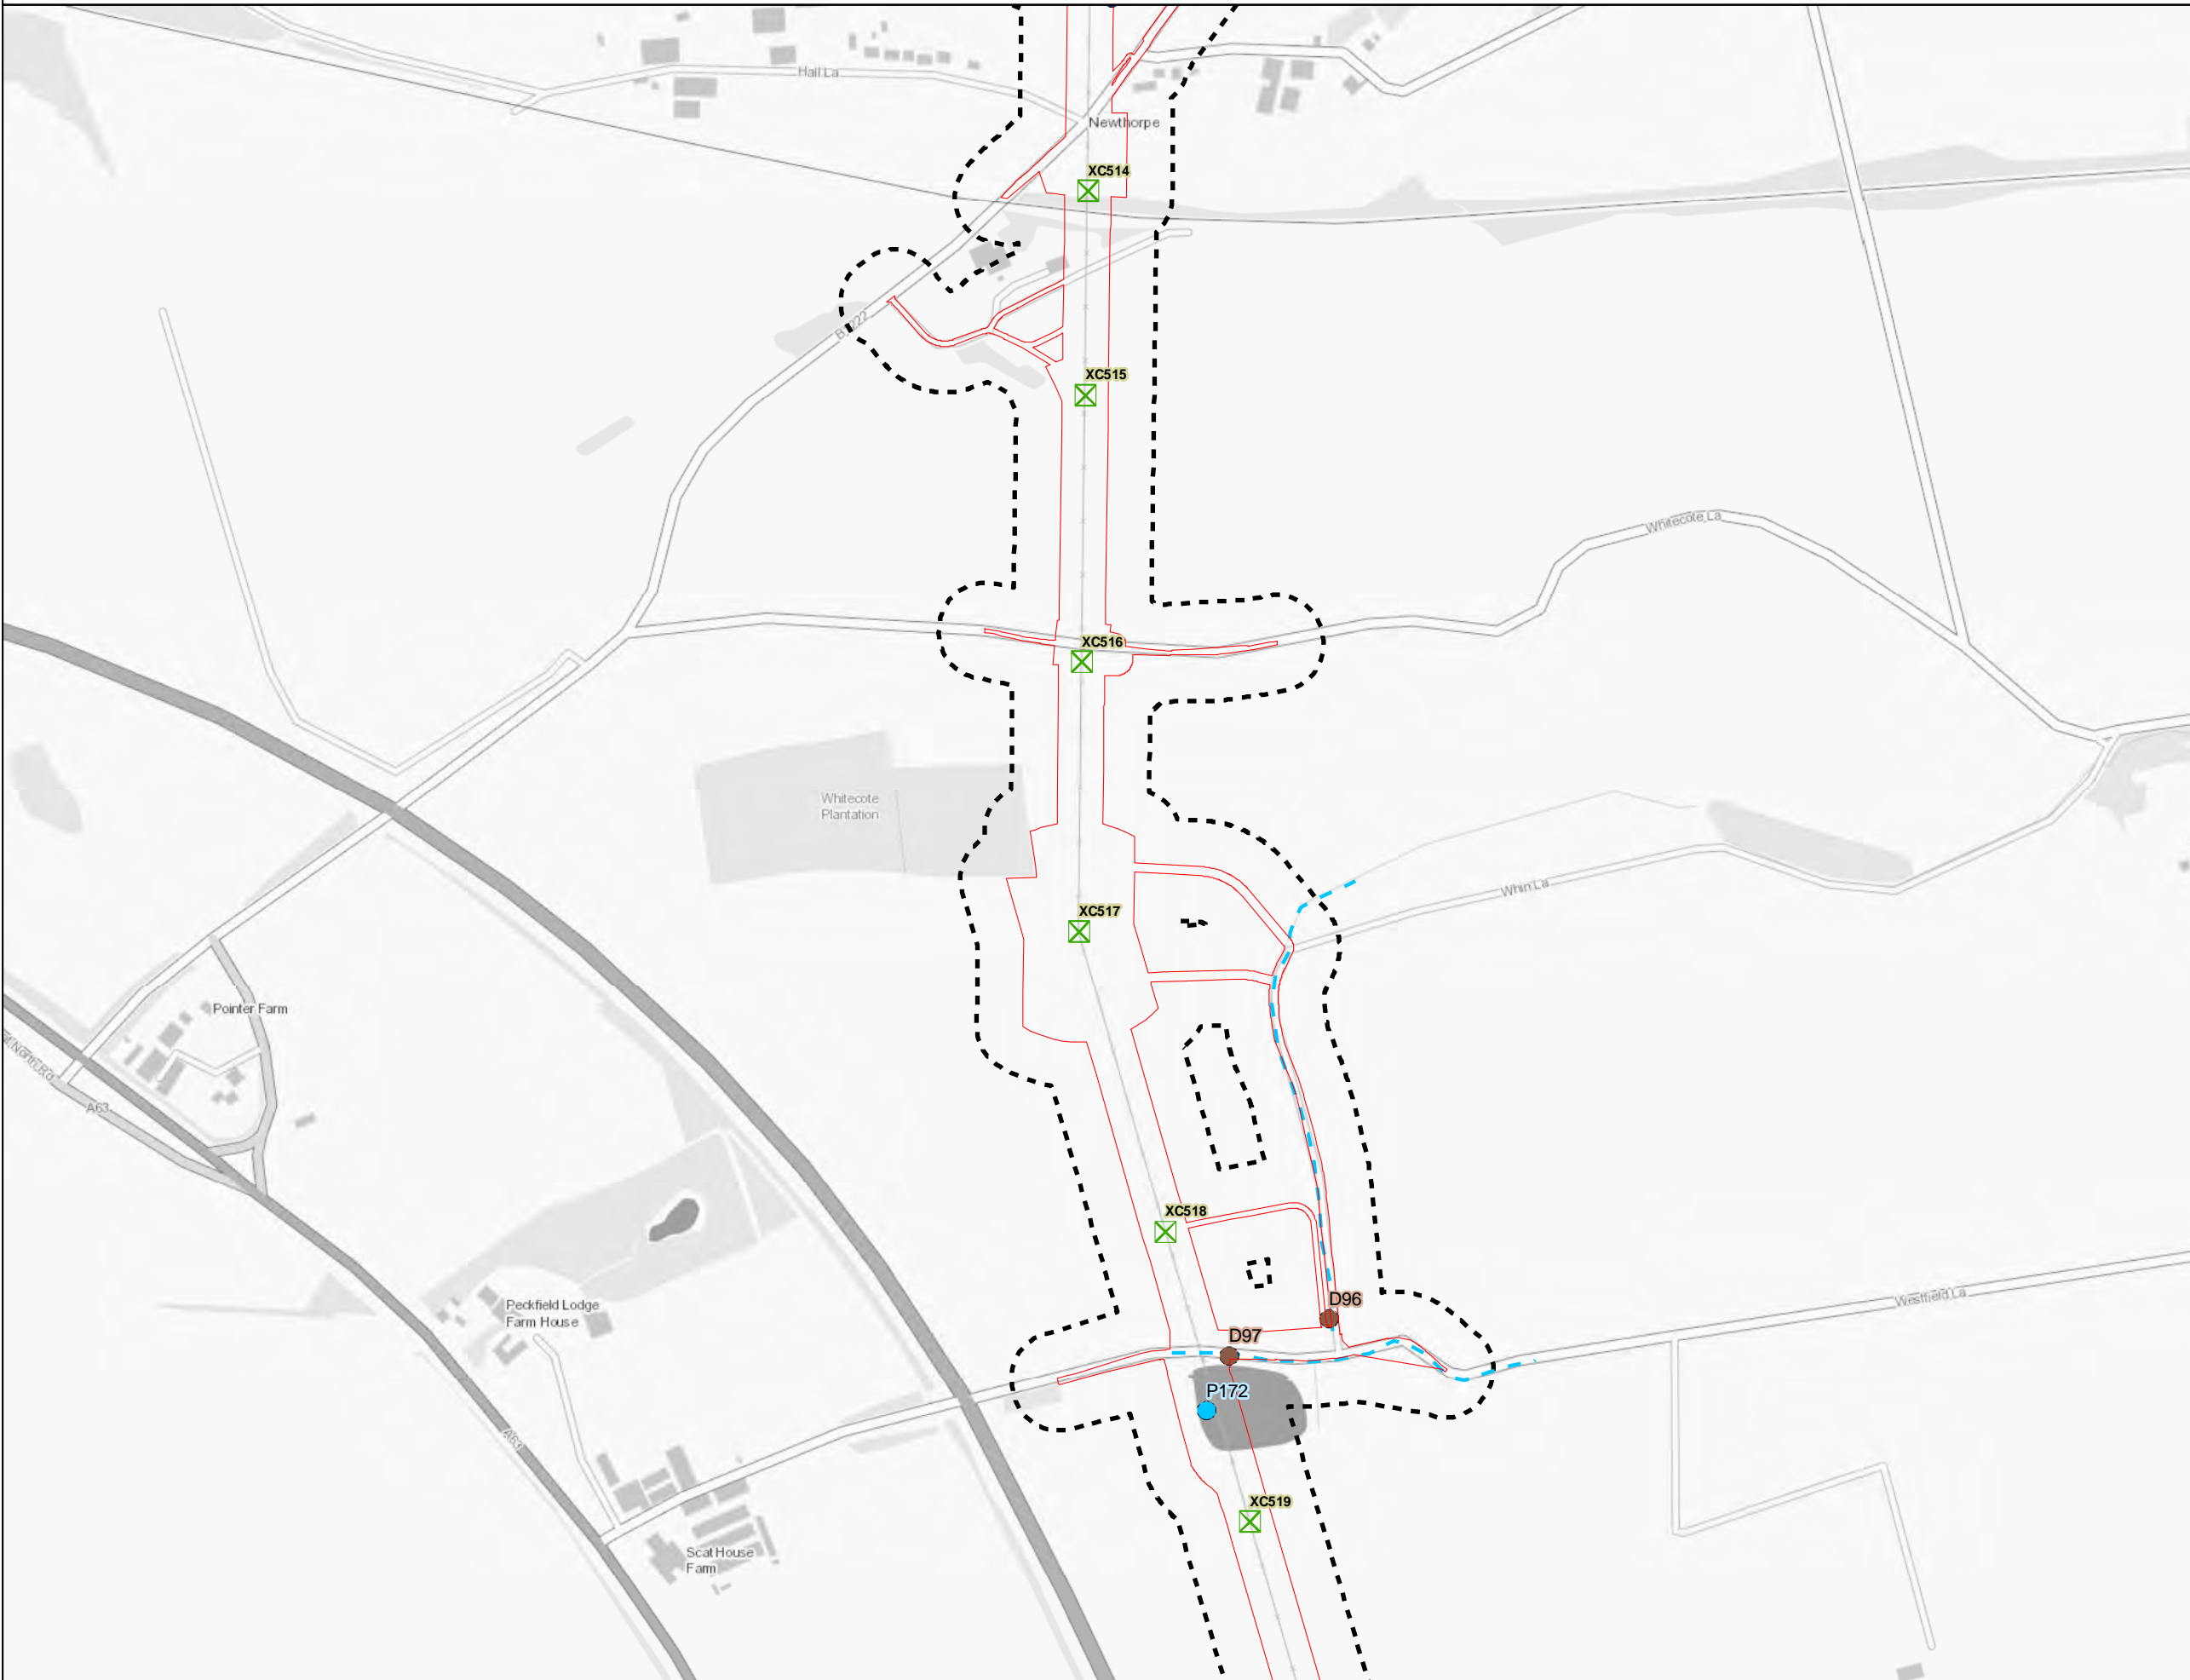 Hall La
Newthorpe
XC514
XC515
XC516
Whitecote La
Whitecote
Plantation
Whin La
XC517
Pointer Farm
A63
XC518
D96
Westfield La
Peckfield Lodge
Farm House
D97
P172
A63
XC519
Scat House
Farm